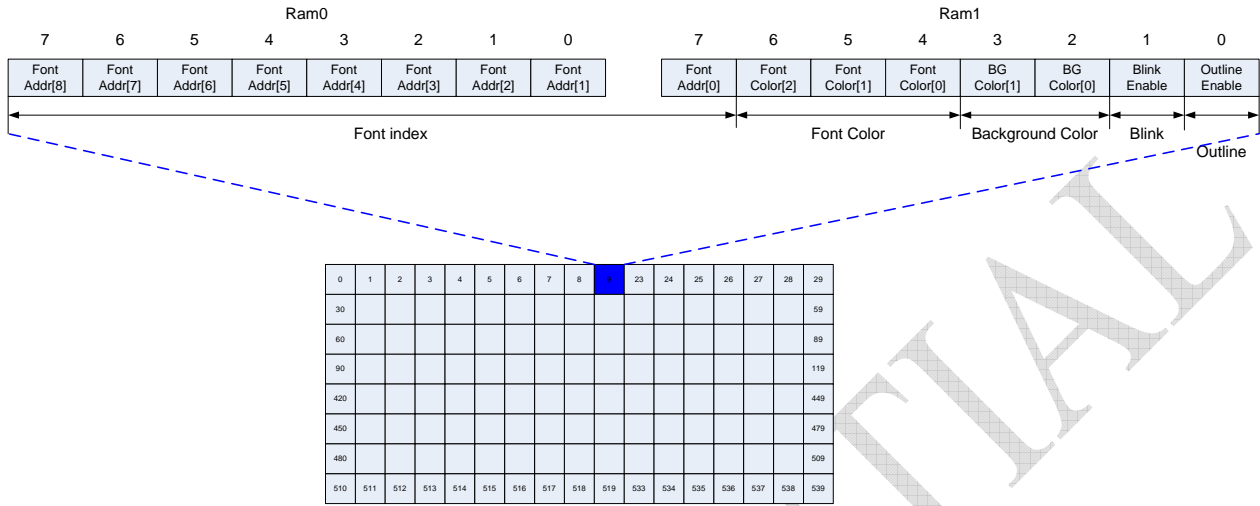 Ram0 Ram1
7 6 5 4 3 2 1 0 7 6 5 4 3 2 1 0
Font Addr[8] Font Addr[7] Font Addr[6] Font Addr[5] Font Addr[4] Font Addr[3] Font Addr[2] Font Addr[1] Font Addr[0] Font Color[2] Font Color[1] Font Color[0] BG Color[1] BG Color[0] Blink Enable Outline Enable
Font index Font Color Background Color Blink
Outline
0 1 2 3 4 5 6 7 8 23 24 25 26 27 28 29
30 59
60 89
90 119
420 449
450 479
480 509
510 511 512 513 514 515 516 517 518 519 533 534 535 536 537 538 539
TIAL